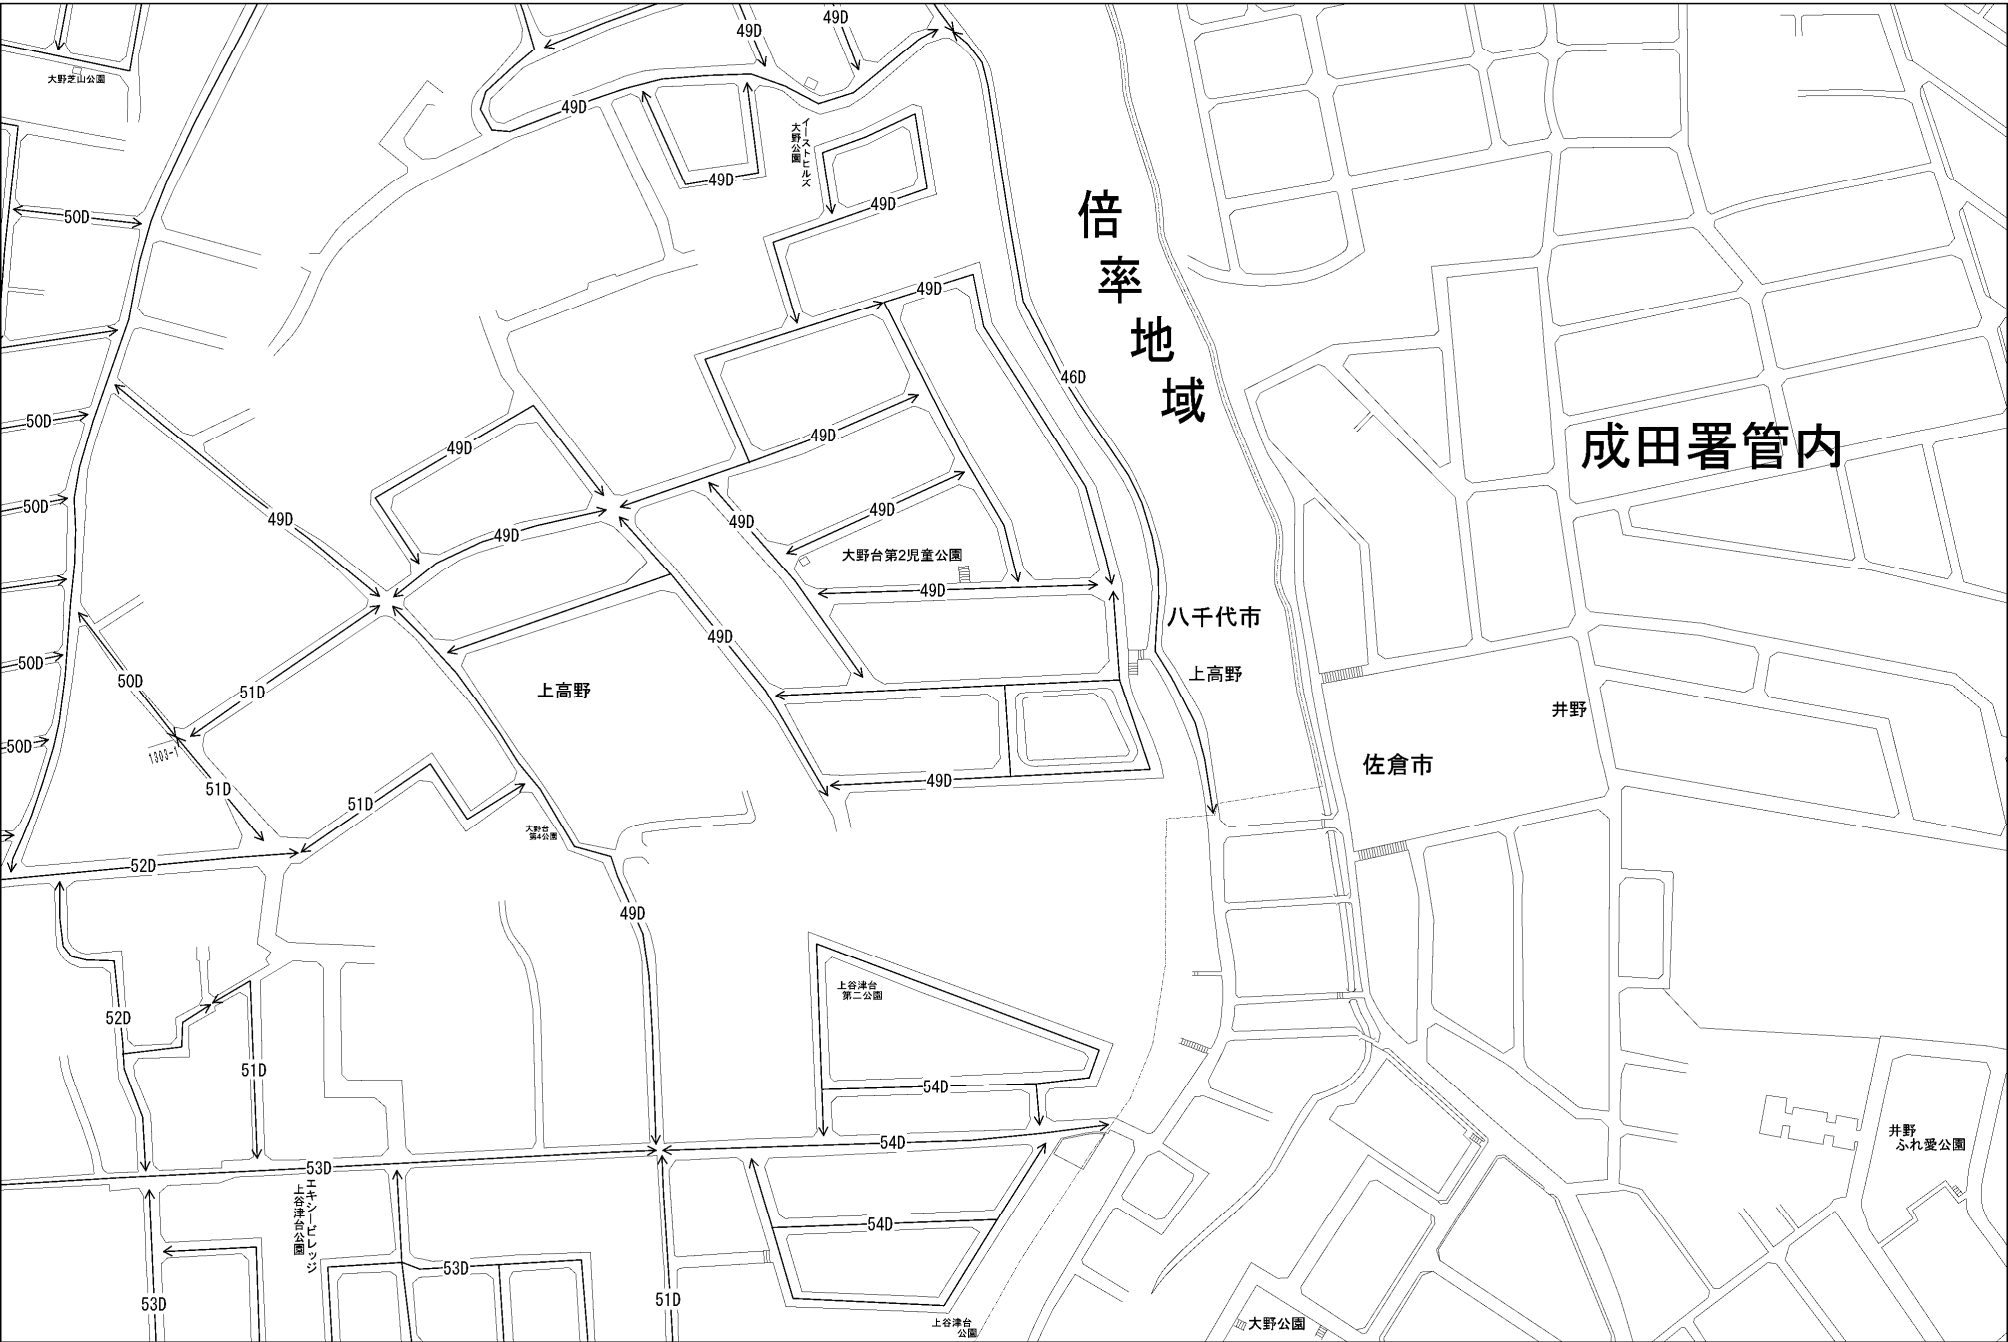 49D
49D
大野芝山公園
49D
イーストヒルズ
大野公園
49D
50D
49D
倍率地域
49D
46D
50D
49D
49D
成田署管内
50D
49D
49D
49D
49D
大野台第2児童公園
49D
八千代市
49D
50D
50D
51D
上高野
上高野
井野
50D
1303-1
佐倉市
51D
49D
51D
大野台
第4公園
52D
49D
上谷津台
第二公園
52D
51D
54D
54D
井野
ふれ愛公園
53D
エキシービレッジ
上谷津台公園
54D
53D
53D
51D
上谷津台
公園
大野公園